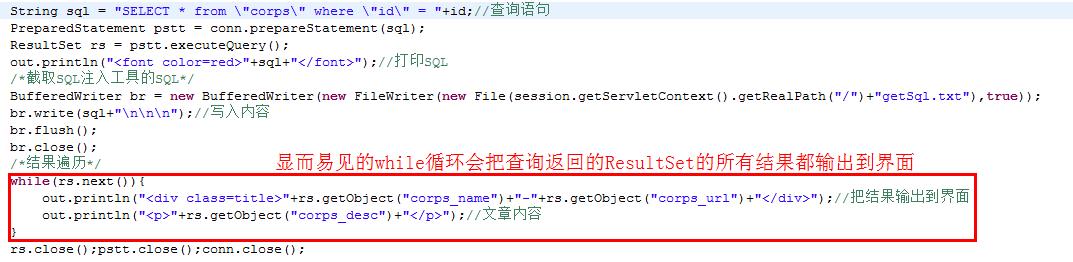 String sql = "SELECT * from \"corps\" where \"id\" = "+id;//查询语句
PreparedStatement pstt = conn.prepareStatement(sql);
ResultSet rs = pstt.executeQuery();
out.println("<font color=red>"+sql+"</font>");//打印SQL
/*截取SQL注入工具的SQL*/
BufferedWriter br = new BufferedWriter(new FileWriter(new File(session.getServletContext().getRealPath("/")+"getSql.txt"),true));
br.write(sql+"\n\n\n");//写入内容
br.flush();
br.close();
/*结果遍历*/
显而易见的while循环会把查询返回的ResultSet的所有结果都输出到界面
while(rs.next()){
out.println("<div class=title>"+rs.getObject("corps_name")+"-"+rs.getObject("corps_url")+"</div>");//把结果输出到界面
out.println("<p>"+rs.getObject("corps_desc")+"</p>");//文章内容
}
rs.close();pstt.close();conn.close();